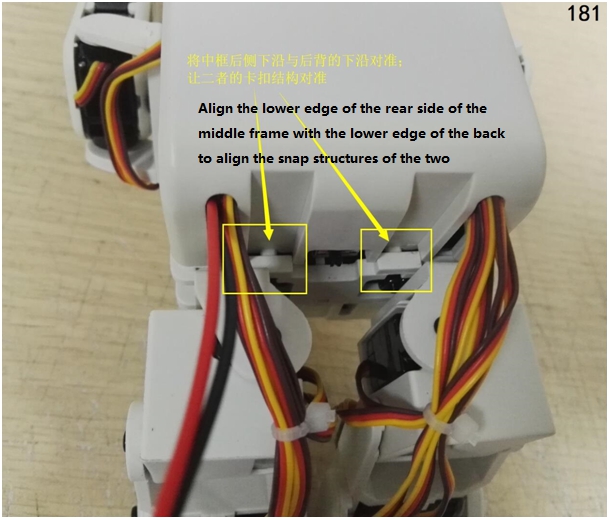 181
将中框后侧下沿与后背的下沿对准；
让二者的卡扣结构对准
Align the lower edge of the rear side of the
middle frame with the lower edge of the back
to align the snap structures of the two